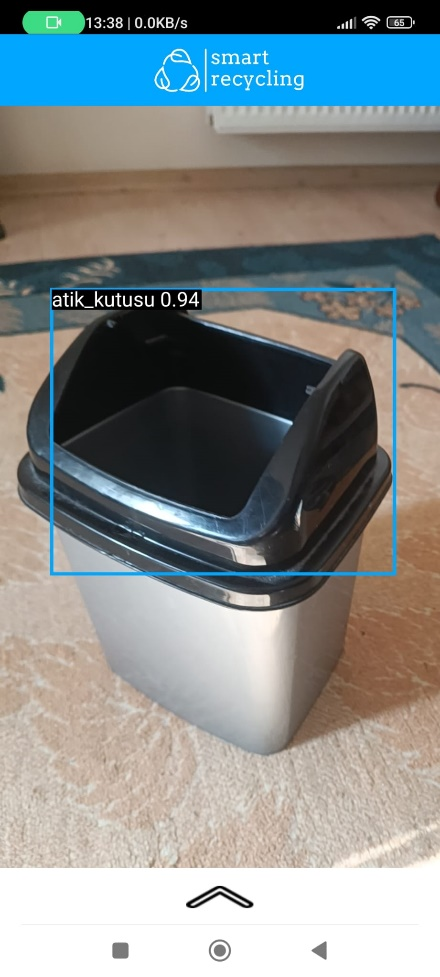 13:38 | 0.0KB/s
65
smart
recycling
atik_kutusu 0.94